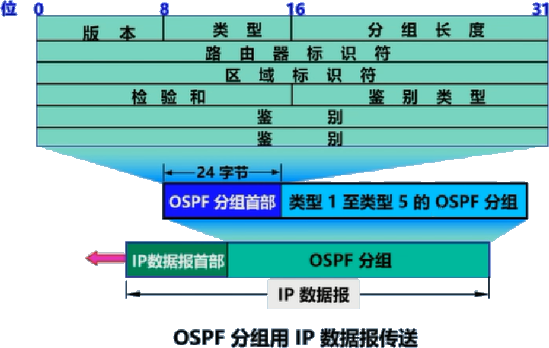 位 0 8 16 31
版 本 类 型 分 组 长 度
路 由 器 标 识 符
区 域 标 识 符
检 验 和 鉴 别 类 型
鉴 别
鉴 别
24 字节
OSPF 分组首部 类型 1 至类型 5 的 OSPF 分组
IP数据报首部 OSPF 分组
IP 数据报
OSPF 分组用 IP 数据报传送